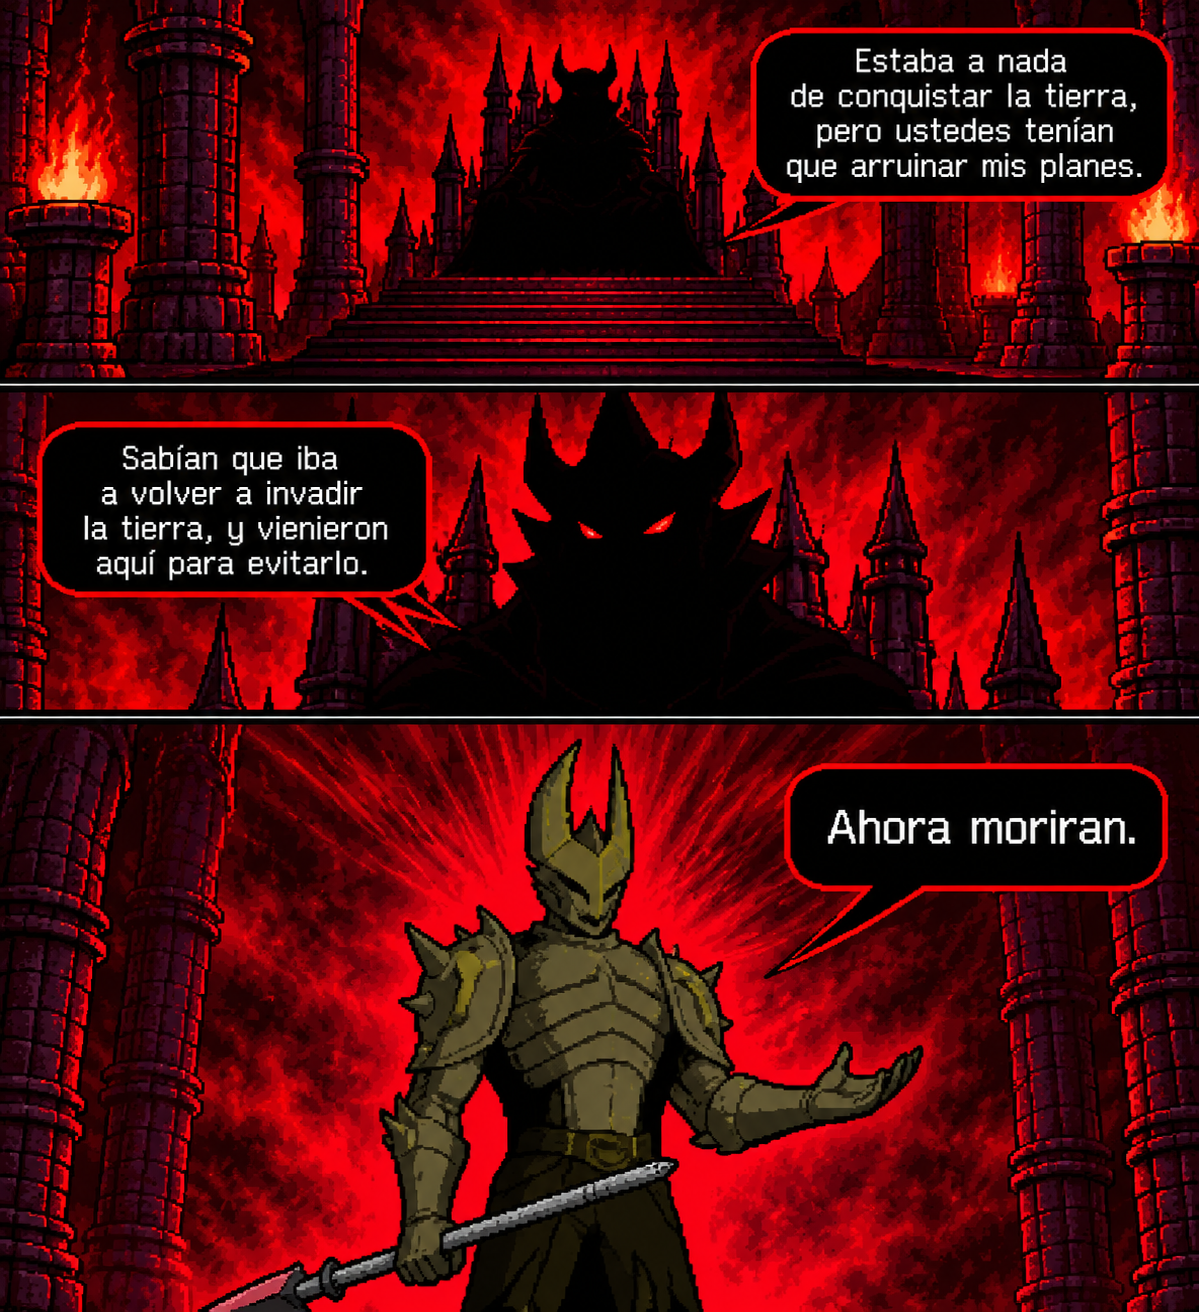 Estaba a nada
de conquistar la tierra,
pero ustedes tenían
que arruinar mis planes.
Sabían que iba
a volver a invadir
la tierra, y vienieron
aquí para evitarlo.
Ahora moriran.